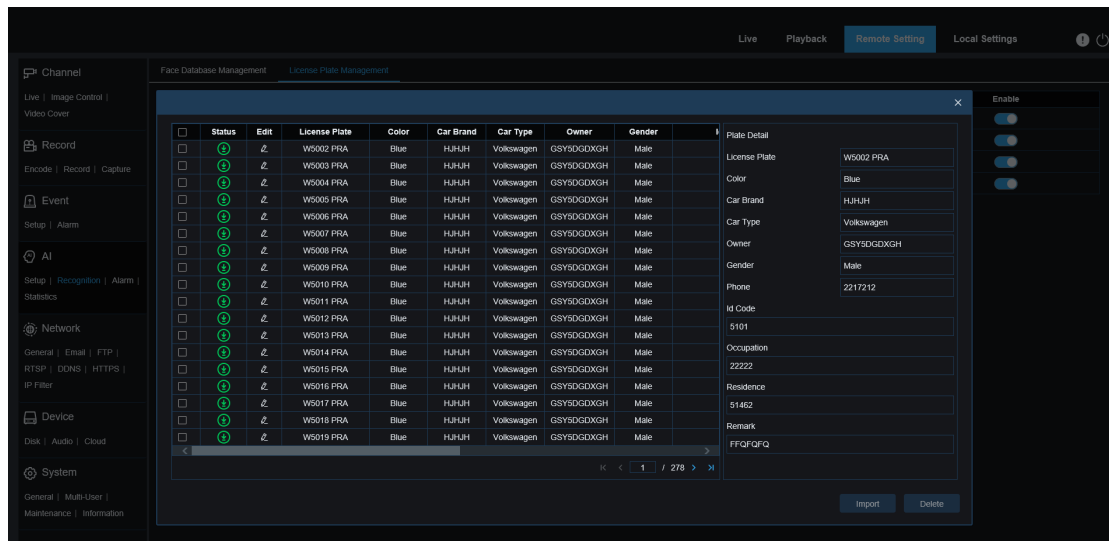 Live Playback Remote Setting Local Settings
Channel
Live | Image Control |
Video Cover
Record
Encode | Record | Capture
Event
Setup | Alarm
AI
Setup | Recognition | Alarm |
Statistics
Network
General | Email | FTP |
RTSP | DDNS | HTTPS |
IP Filter
Device
Disk | Audio | Cloud
System
General | Multi-User |
Maintenance | Information
Face Database Management License Plate Management
Enable
Status Edit License Plate Color Car Brand Car Type Owner Gender
W5002 PRA Blue HJHJH Volkswagen GSY5DGDXGH Male
W5003 PRA Blue HJHJH Volkswagen GSY5DGDXGH Male
W5004 PRA Blue HJHJH Volkswagen GSY5DGDXGH Male
W5005 PRA Blue HJHJH Volkswagen GSY5DGDXGH Male
W5006 PRA Blue HJHJH Volkswagen GSY5DGDXGH Male
W5007 PRA Blue HJHJH Volkswagen GSY5DGDXGH Male
W5008 PRA Blue HJHJH Volkswagen GSY5DGDXGH Male
W5009 PRA Blue HJHJH Volkswagen GSY5DGDXGH Male
W5010 PRA Blue HJHJH Volkswagen GSY5DGDXGH Male
W5011 PRA Blue HJHJH Volkswagen GSY5DGDXGH Male
W5012 PRA Blue HJHJH Volkswagen GSY5DGDXGH Male
W5013 PRA Blue HJHJH Volkswagen GSY5DGDXGH Male
W5014 PRA Blue HJHJH Volkswagen GSY5DGDXGH Male
W5015 PRA Blue HJHJH Volkswagen GSY5DGDXGH Male
W5016 PRA Blue HJHJH Volkswagen GSY5DGDXGH Male
W5017 PRA Blue HJHJH Volkswagen GSY5DGDXGH Male
W5018 PRA Blue HJHJH Volkswagen GSY5DGDXGH Male
W5019 PRA Blue HJHJH Volkswagen GSY5DGDXGH Male
1 / 278
Plate Detail
License Plate W5002 PRA
Color Blue
Car Brand HJHJH
Car Type Volkswagen
Owner GSY5DGDXGH
Gender Male
Phone 2217212
Id Code
5101
Occupation
22222
Residence
51462
Remark
FFQFQFQ
Import Delete